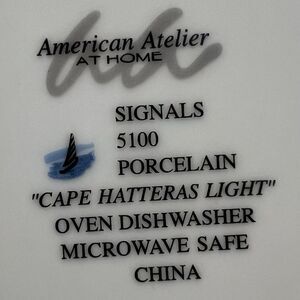 American Atelier
AT HOME
SIGNALS
5100
PORCELAIN
"CAPE HATTERAS LIGHT"
OVEN DISHWASHER
MICROWAVE SAFE
CHINA